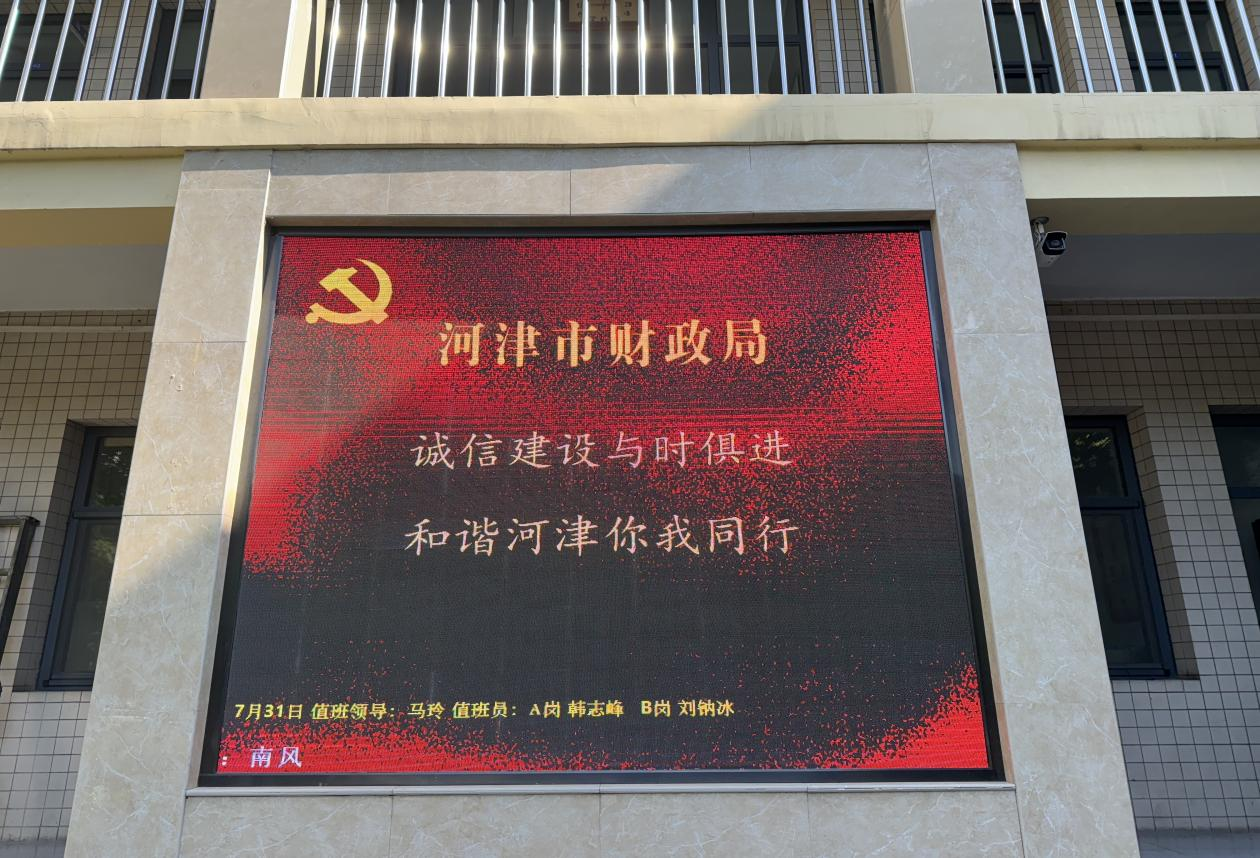 河津市财政局
诚信建设与时俱进
和谐河津你我同行
7月31日 值班领导：马玲 值班员：A岗 韩志峰 B岗 刘钠冰
：南风